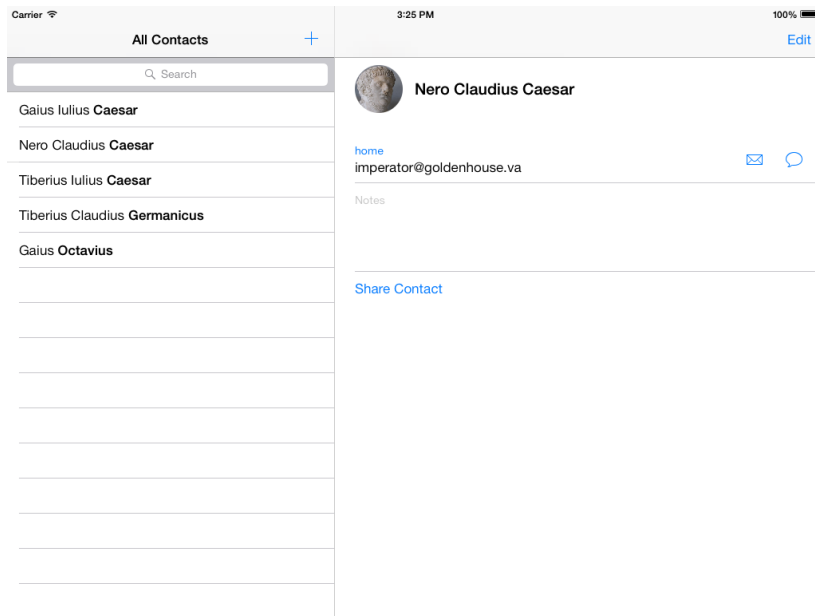 Carrier 3:25 PM 100%
All Contacts + Edit
Search
Gaius Iulius Caesar
Nero Claudius Caesar
Tiberius Iulius Caesar
Tiberius Claudius Germanicus
Gaius Octavius
Nero Claudius Caesar
home
imperator@goldenhouse.va
Notes
Share Contact